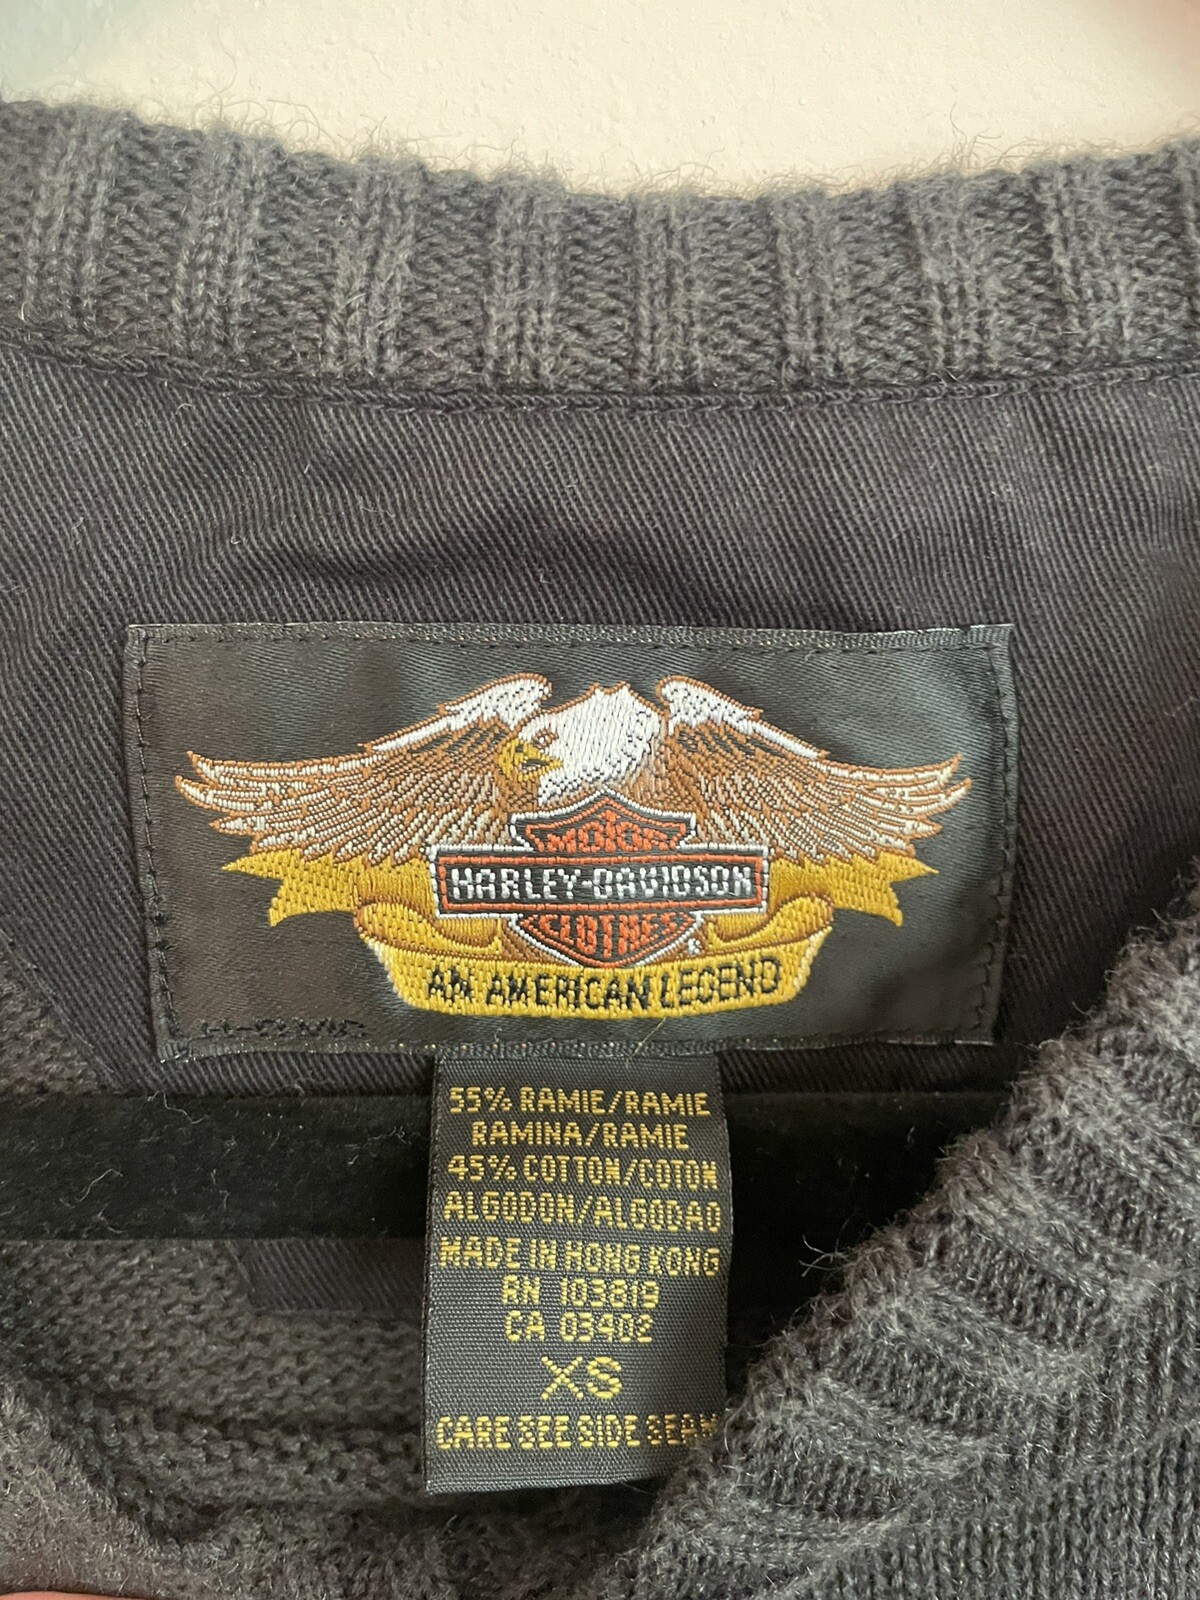 MOTOR
HARLEY-DAVIDSON
CLOTHES
®
AN AMERICAN LEGEND
55% RAMIE/RAMIE
RAMINA/RAMIE
45% COTTON/COTON
ALGODON/ALGODAO
MADE IN HONG KONG
RN 103819
CA 03402
XS
CARE SEE SIDE SEAM